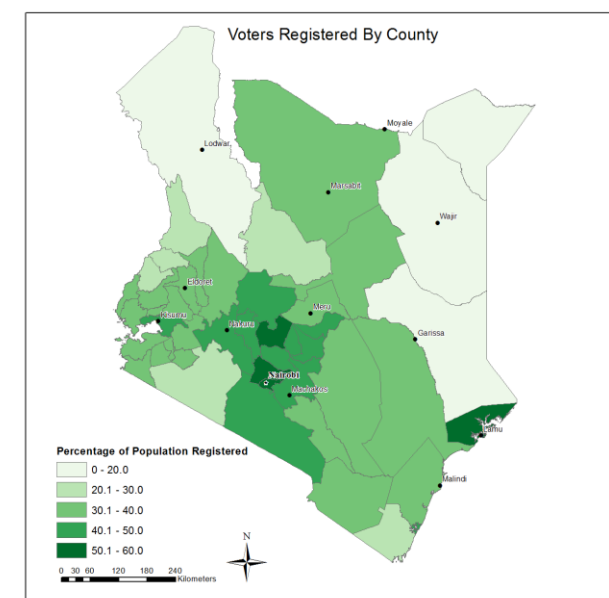 Voters Registered By County
Moyale
Lodwar
Marsabit
Wajir
Eldoret
Meru
Kisumu
Nakuru
Garissa
Nairobi
Machakos
Lamu
Percentage of Population Registered
0 - 20.0
Malindi
20.1 - 30.0
30.1 - 40.0
40.1 - 50.0
N
50.1 - 60.0
0 30 60 120 180 240
Kilometers